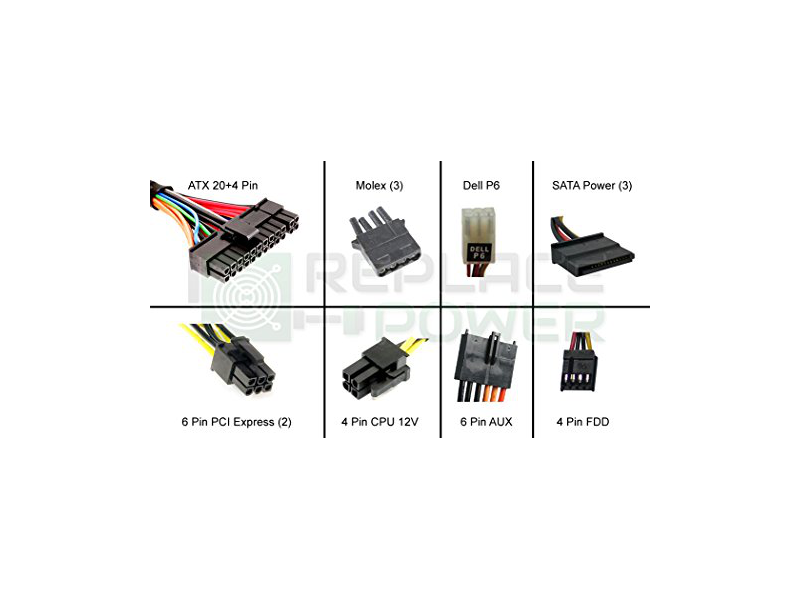 ATX 20+4 Pin
Molex (3)
Dell P6
SATA Power (3)
DELL
P6
REPLACE
POWER
6 Pin PCI Express (2)
4 Pin CPU 12V
6 Pin AUX
4 Pin FDD